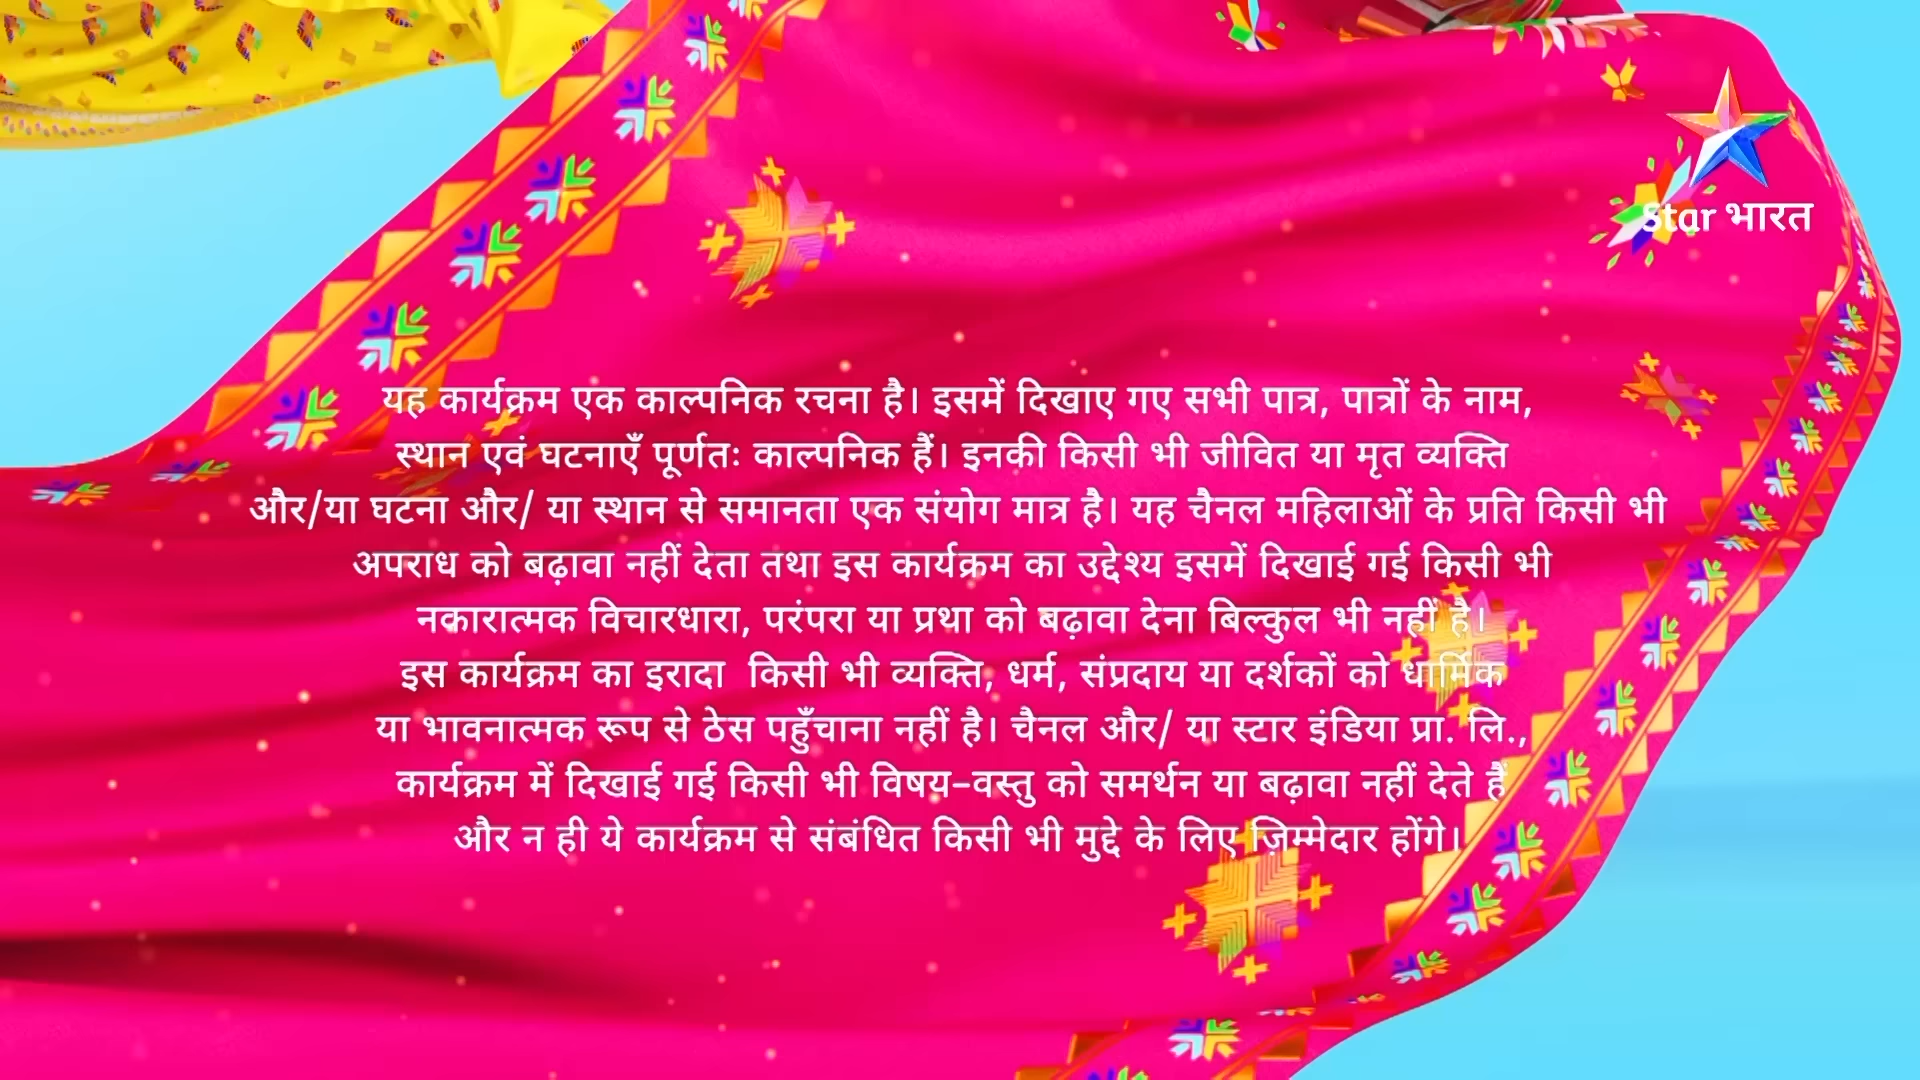 Star भारत
यह कार्यक्रम एक काल्पनिक रचना है। इसमें दिखाए गए सभी पात्र, पात्रों के नाम,
स्थान एवं घटनाएँ पूर्णतः काल्पनिक हैं। इनकी किसी भी जीवित या मृत व्यक्ति
और/या घटना और/ या स्थान से समानता एक संयोग मात्र है। यह चैनल महिलाओं के प्रति किसी भी
अपराध को बढ़ावा नहीं देता तथा इस कार्यक्रम का उद्देश्य इसमें दिखाई गई किसी भी
नकारात्मक विचारधारा, परंपरा या प्रथा को बढ़ावा देना बिल्कुल भी नहीं है।
इस कार्यक्रम का इरादा  किसी भी व्यक्ति, धर्म, संप्रदाय या दर्शकों को धार्मिक
या भावनात्मक रूप से ठेस पहुँचाना नहीं है। चैनल और/ या स्टार इंडिया प्रा. लि.,
कार्यक्रम में दिखाई गई किसी भी विषय–वस्तु को समर्थन या बढ़ावा नहीं देते हैं
और न ही ये कार्यक्रम से संबंधित किसी भी मुद्दे के लिए ज़िम्मेदार होंगे।